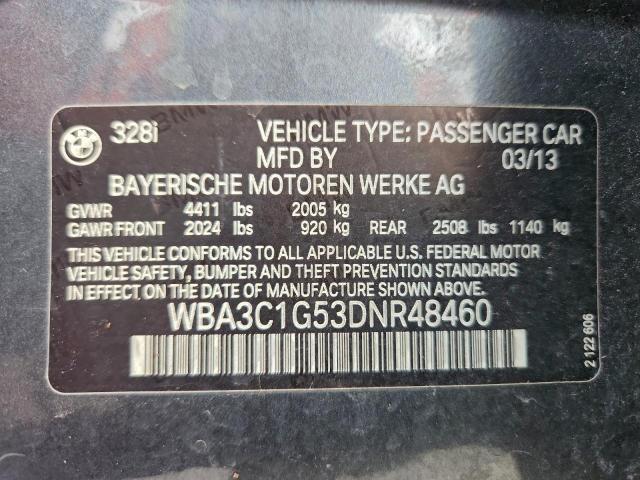 328i VEHICLE TYPE: PASSENGER CAR
MFD BY 03/13
BAYERISCHE MOTOREN WERKE AG
GVWR 4411 lbs 2005 kg
GAWR FRONT 2024 lbs 920 kg REAR 2508 lbs 1140 kg
THIS VEHICLE CONFORMS TO ALL APPLICABLE U.S. FEDERAL MOTOR
VEHICLE SAFETY, BUMPER AND THEFT PREVENTION STANDARDS
IN EFFECT ON THE DATE OF MANUFACTURE SHOWN ABOVE.
WBA3C1G53DNR48460
2 122 606